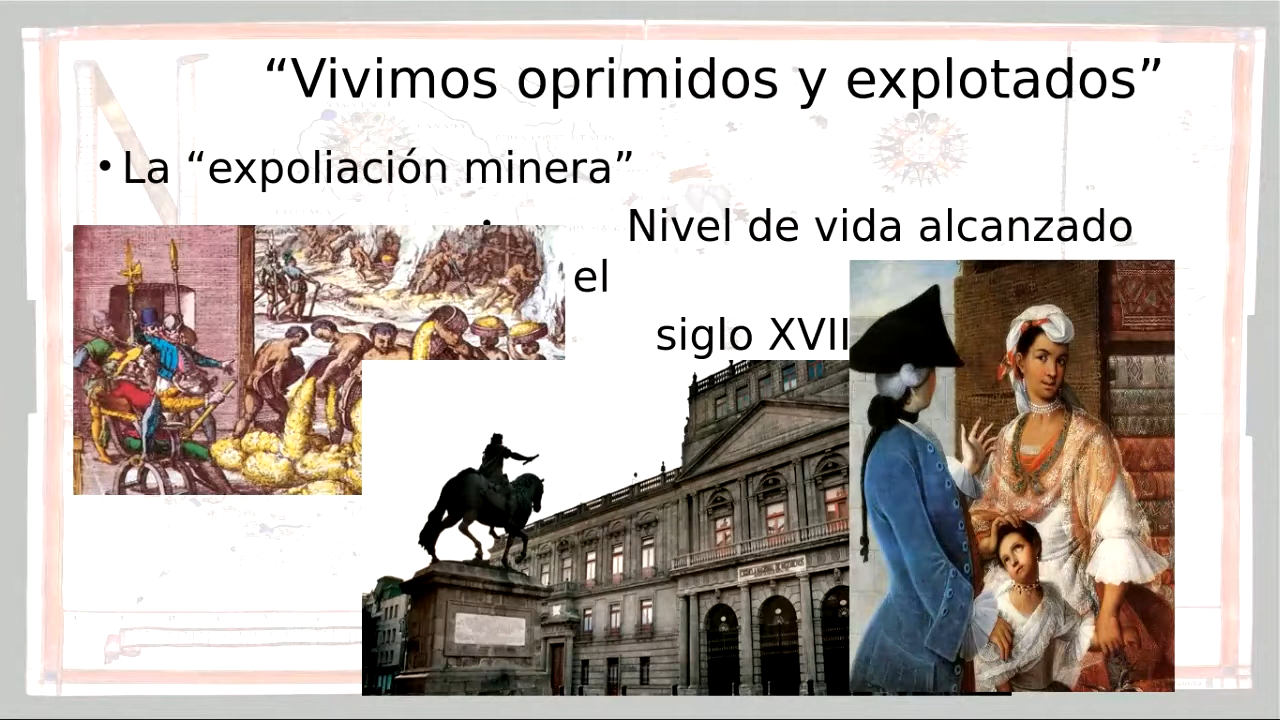 “Vivimos oprimidos y explotados”
• La “expoliación minera”
• Nivel de vida alcanzado
el
siglo XVII